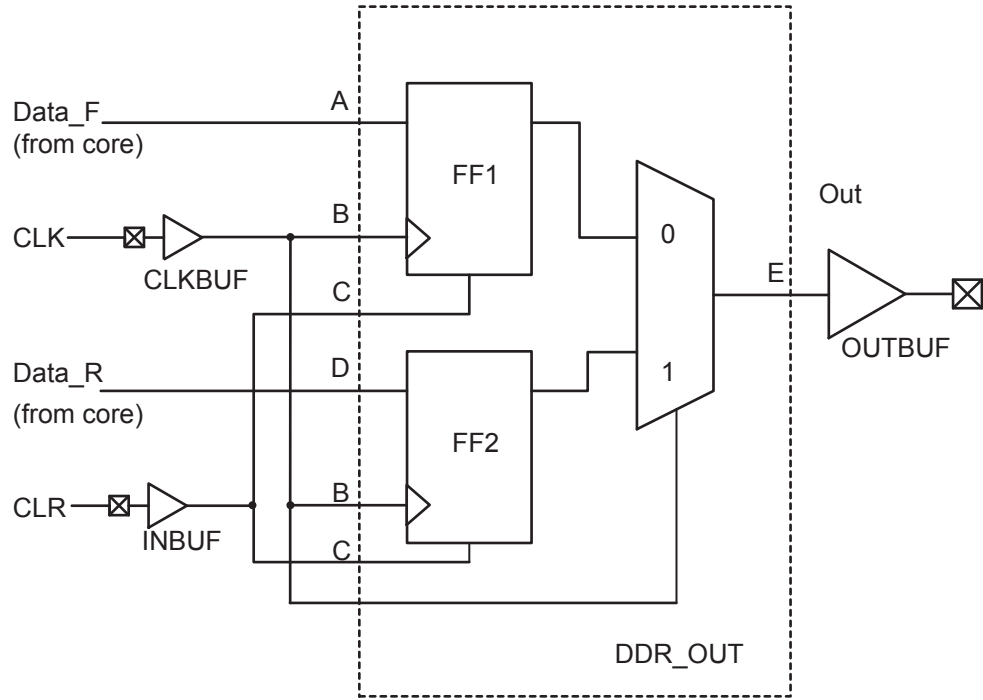 Data_F
(from core)
A
FF1
CLK
CLKBUF
B
C
0
Out
E
OUTBUF
Data_R
(from core)
D
1
FF2
CLR
INBUF
B
C
DDR_OUT